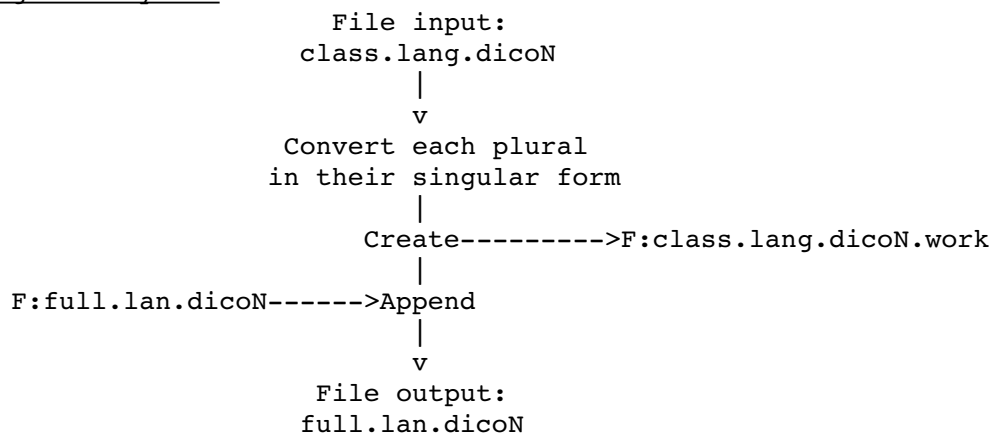 File input:
class.lang.dicoN
|
v
Convert each plural
in their singular form
|
Create--------->F:class.lang.dicoN.work
|
F:full.lan.dicoN------>Append
|
v
File output:
full.lan.dicoN